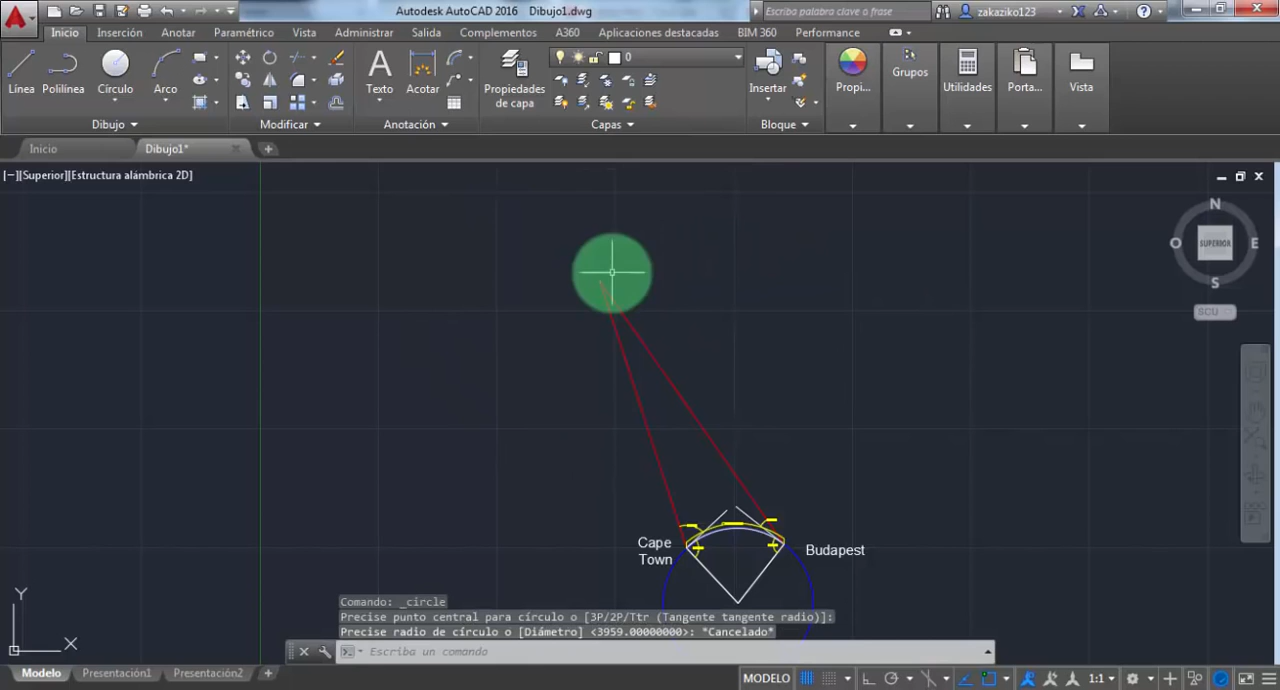 Autodesk AutoCAD 2016 Dibujo1.dwg
Escriba palabra clave o frase
zakaziko123
Inicio Inserción Anotar Paramétrico Vista Administrar Salida Complementos A360 Aplicaciones destacadas BIM 360 Performance
0
Línea Polilínea Círculo Arco
Texto Acotar
Propiedades de capa
Insertar
Propi...
Grupos
Utilidades
Porta...
Vista
Dibujo Modificar Anotación Capas Bloque
Inicio Dibujo1*
[−][Superior][Estructura alámbrica 2D]
N
O SUPERIOR E
S
SCU
Cape
Town
Budapest
Y
X
Comando: _circle
Precise punto central para círculo o [3P/2P/Ttr (Tangente tangente radio)]:
Precise radio de círculo o [Diámetro] <3959.00000000>: *Cancelado*
Escriba un comando
Modelo Presentación1 Presentación2
MODELO 1:1